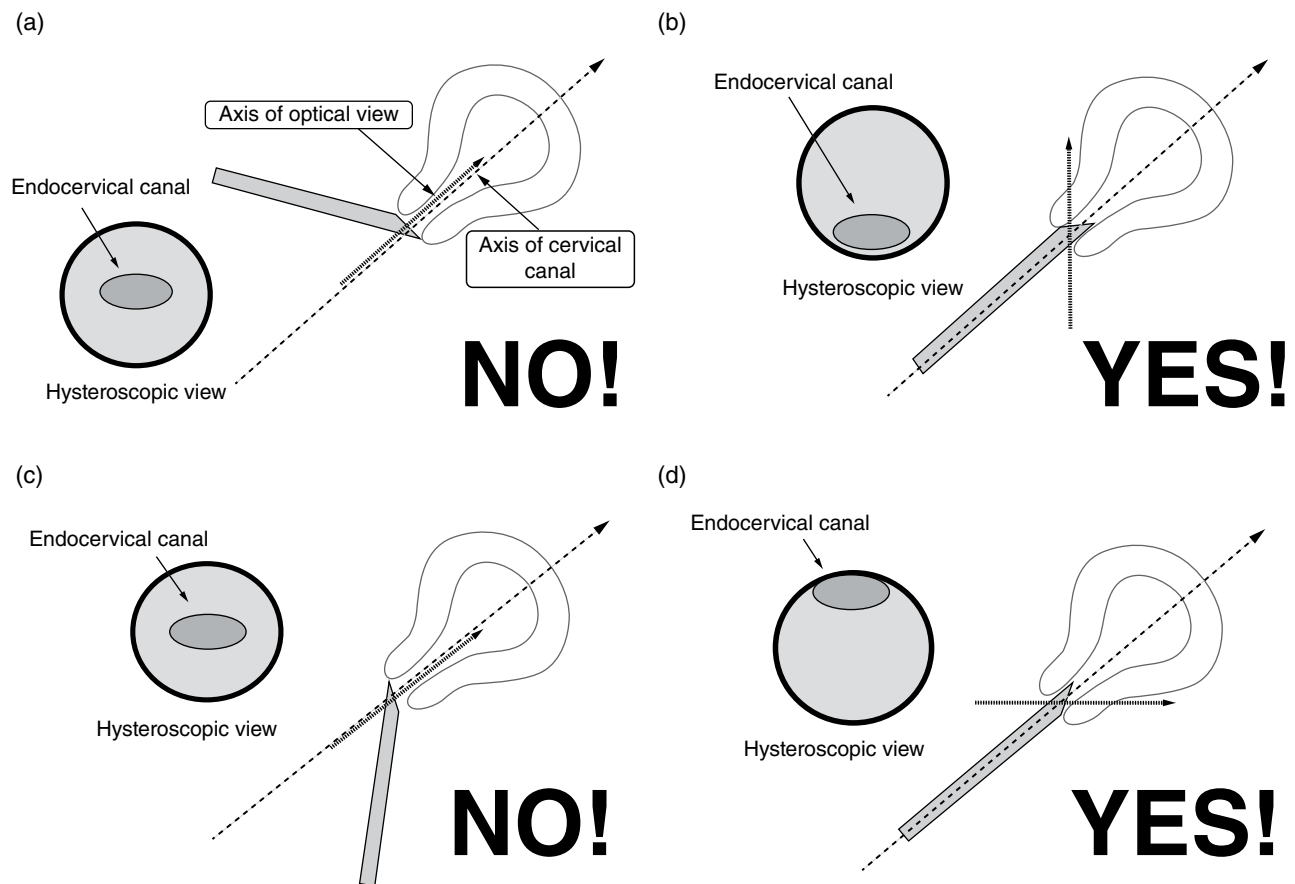 (a)
Axis of optical view
Endocervical canal
Axis of cervical
canal
Hysteroscopic view
NO!
(b)
Endocervical canal
Hysteroscopic view
YES!
(c)
Endocervical canal
Hysteroscopic view
NO!
(d)
Endocervical canal
Hysteroscopic view
YES!